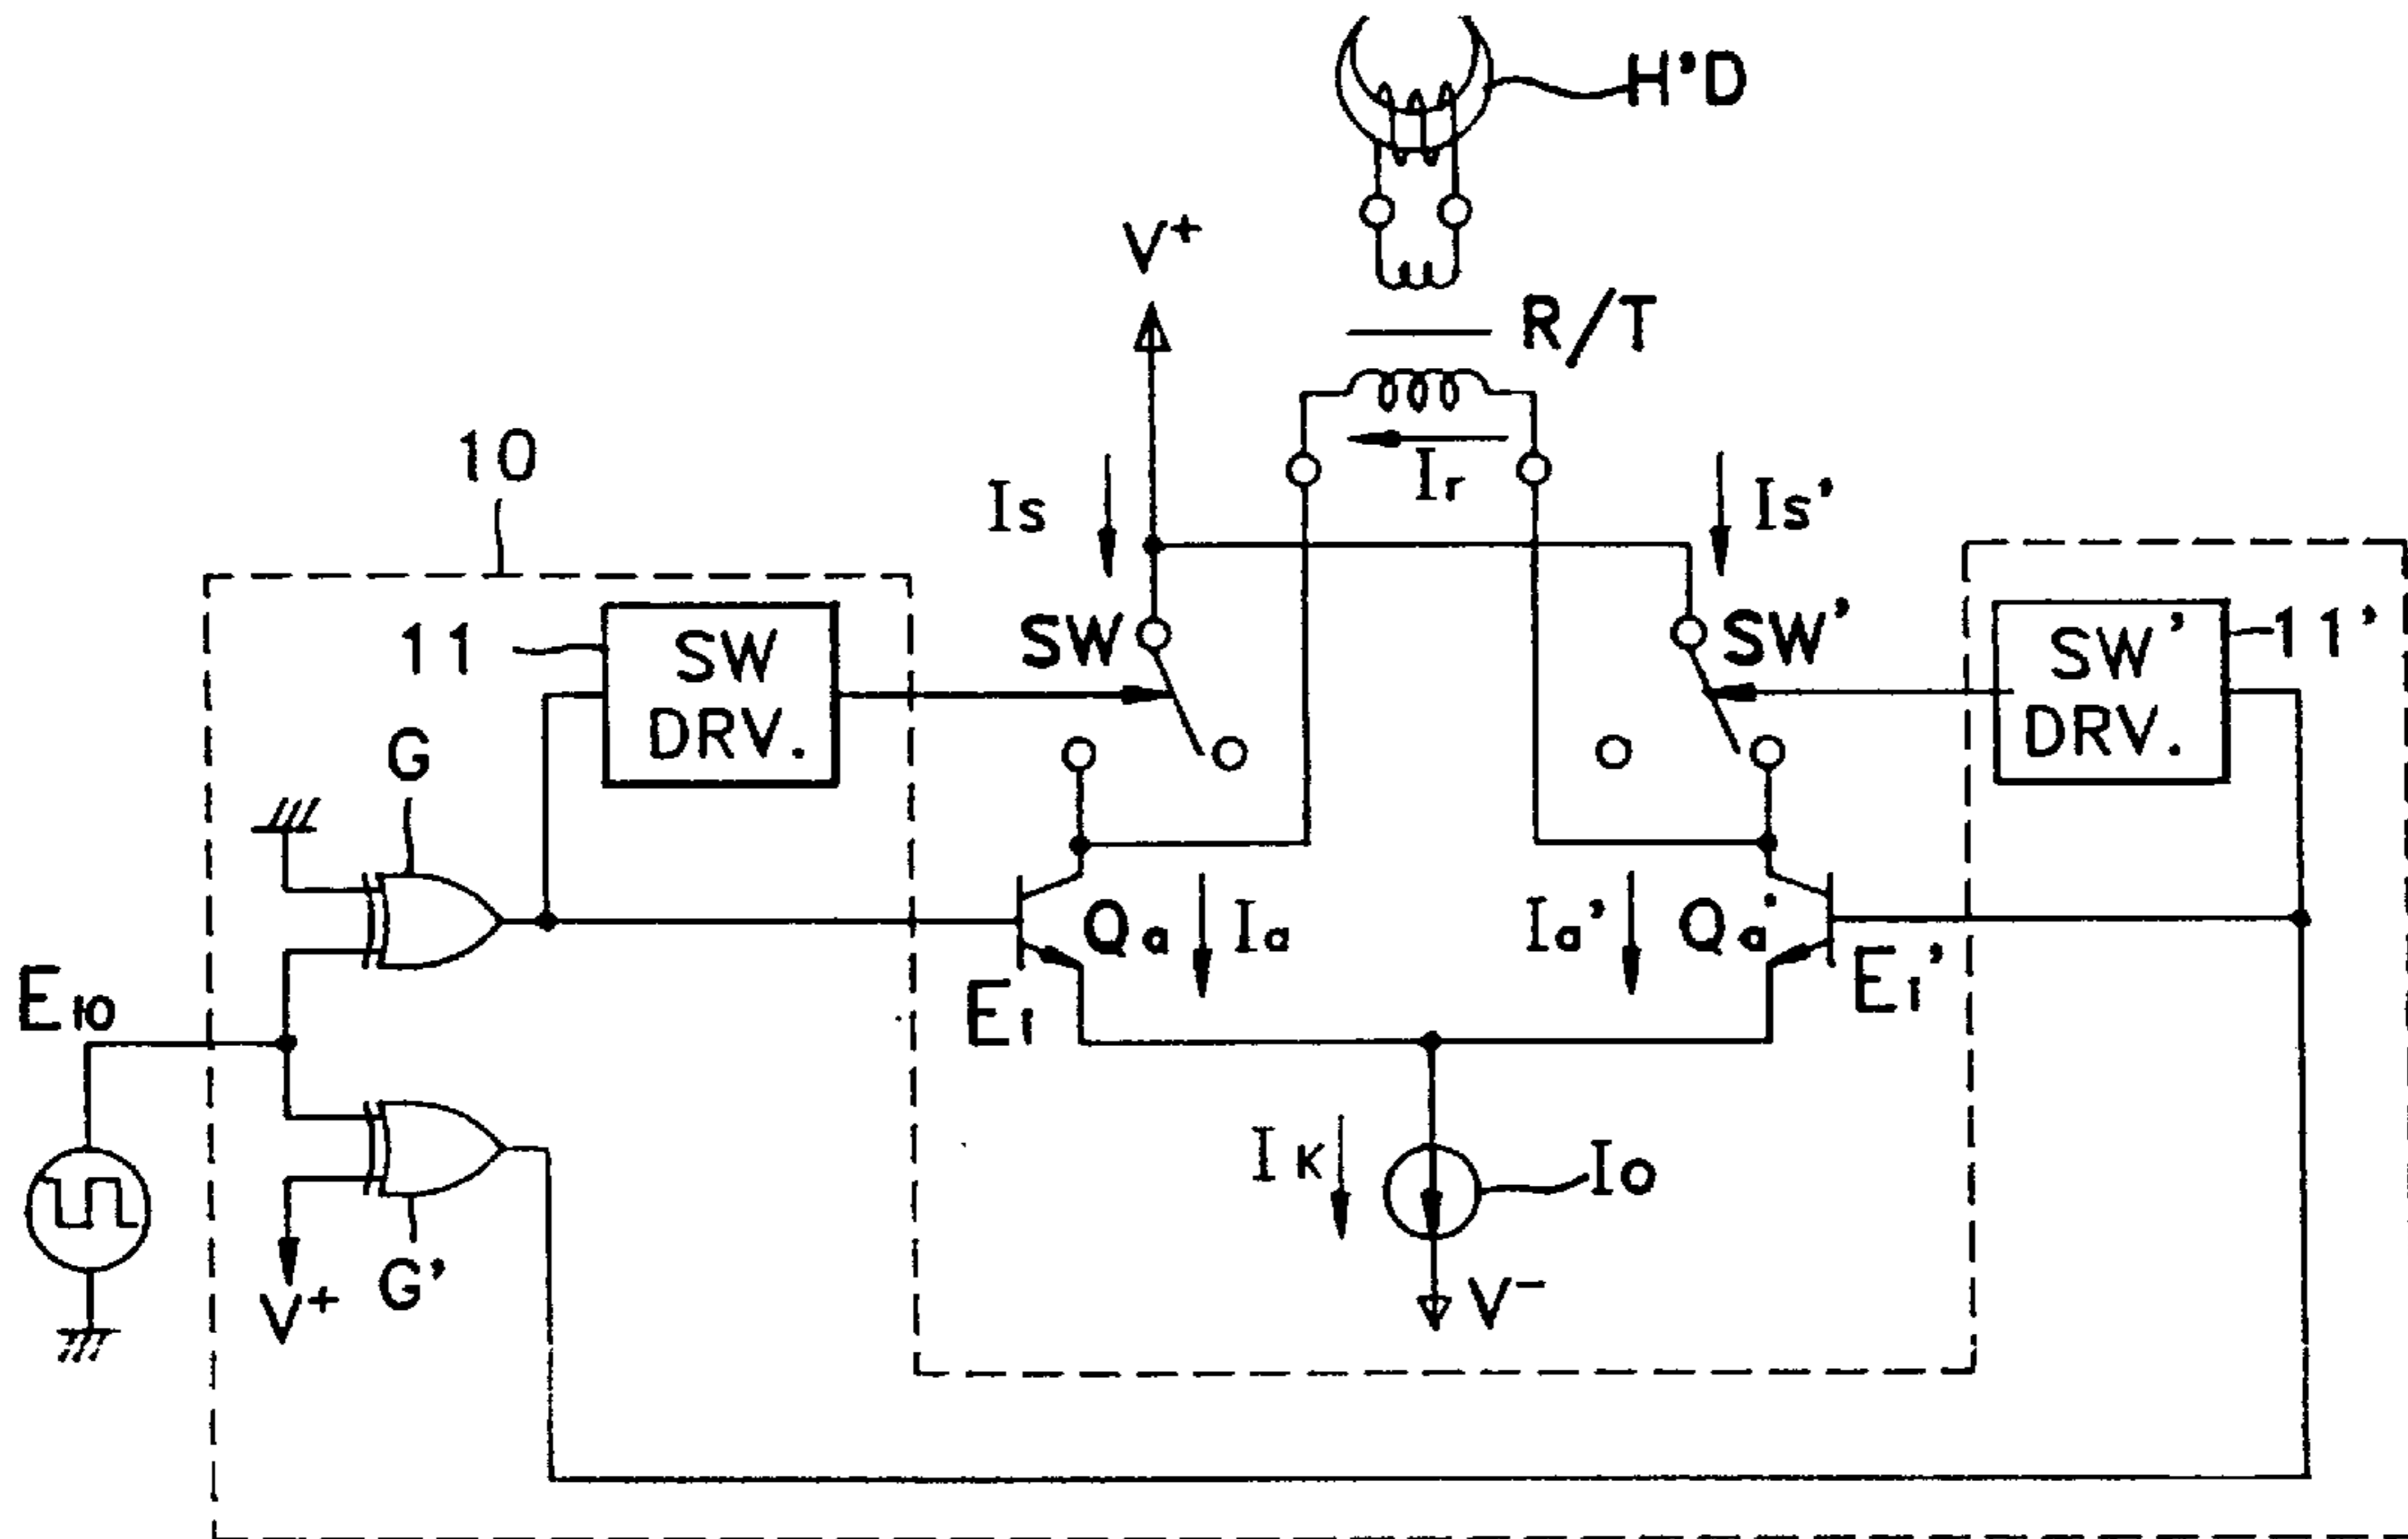 H'D
V+
R/T
10
Is
Ir
Is'
11
SW
DRV.
SW
SW'
SW'
DRV.
11'
G
Qa
Ia
Ia'
Qa'
E10
E1
E1'
IK
Io
G'
V+
V-